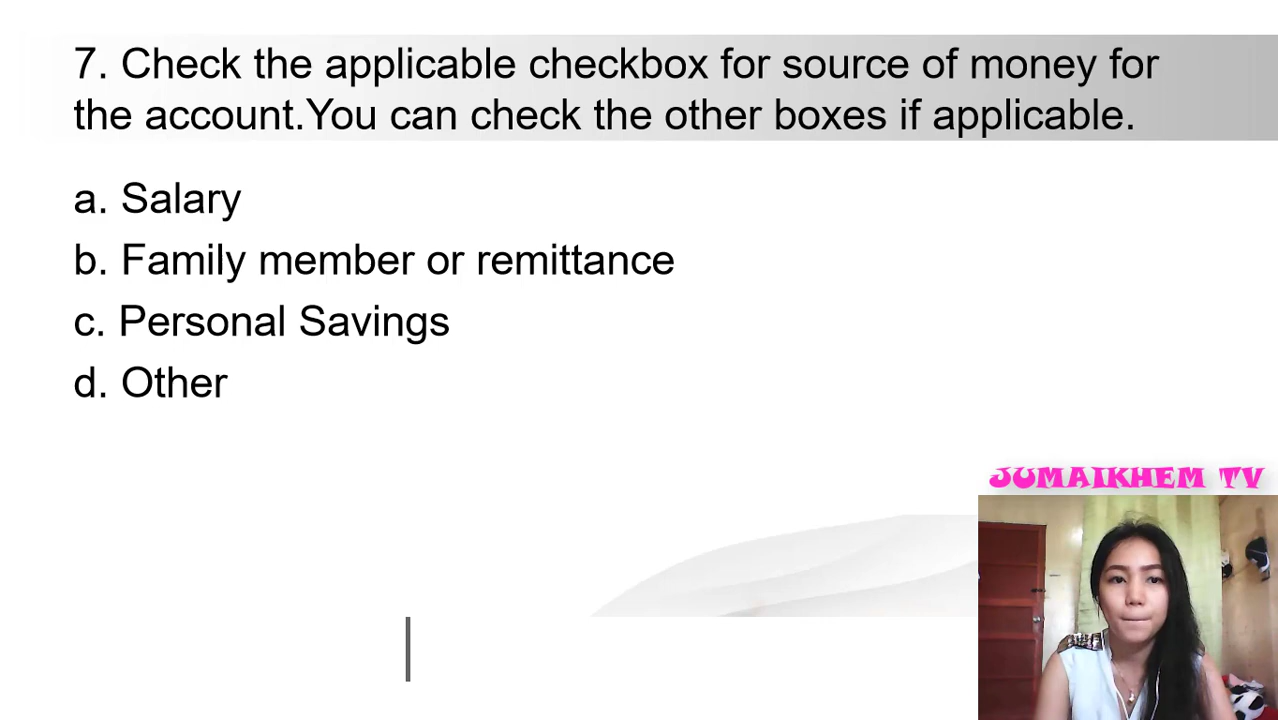 7. Check the applicable checkbox for source of money for
the account.You can check the other boxes if applicable.
a. Salary
b. Family member or remittance
c. Personal Savings
d. Other
JUMAIKHEM TV